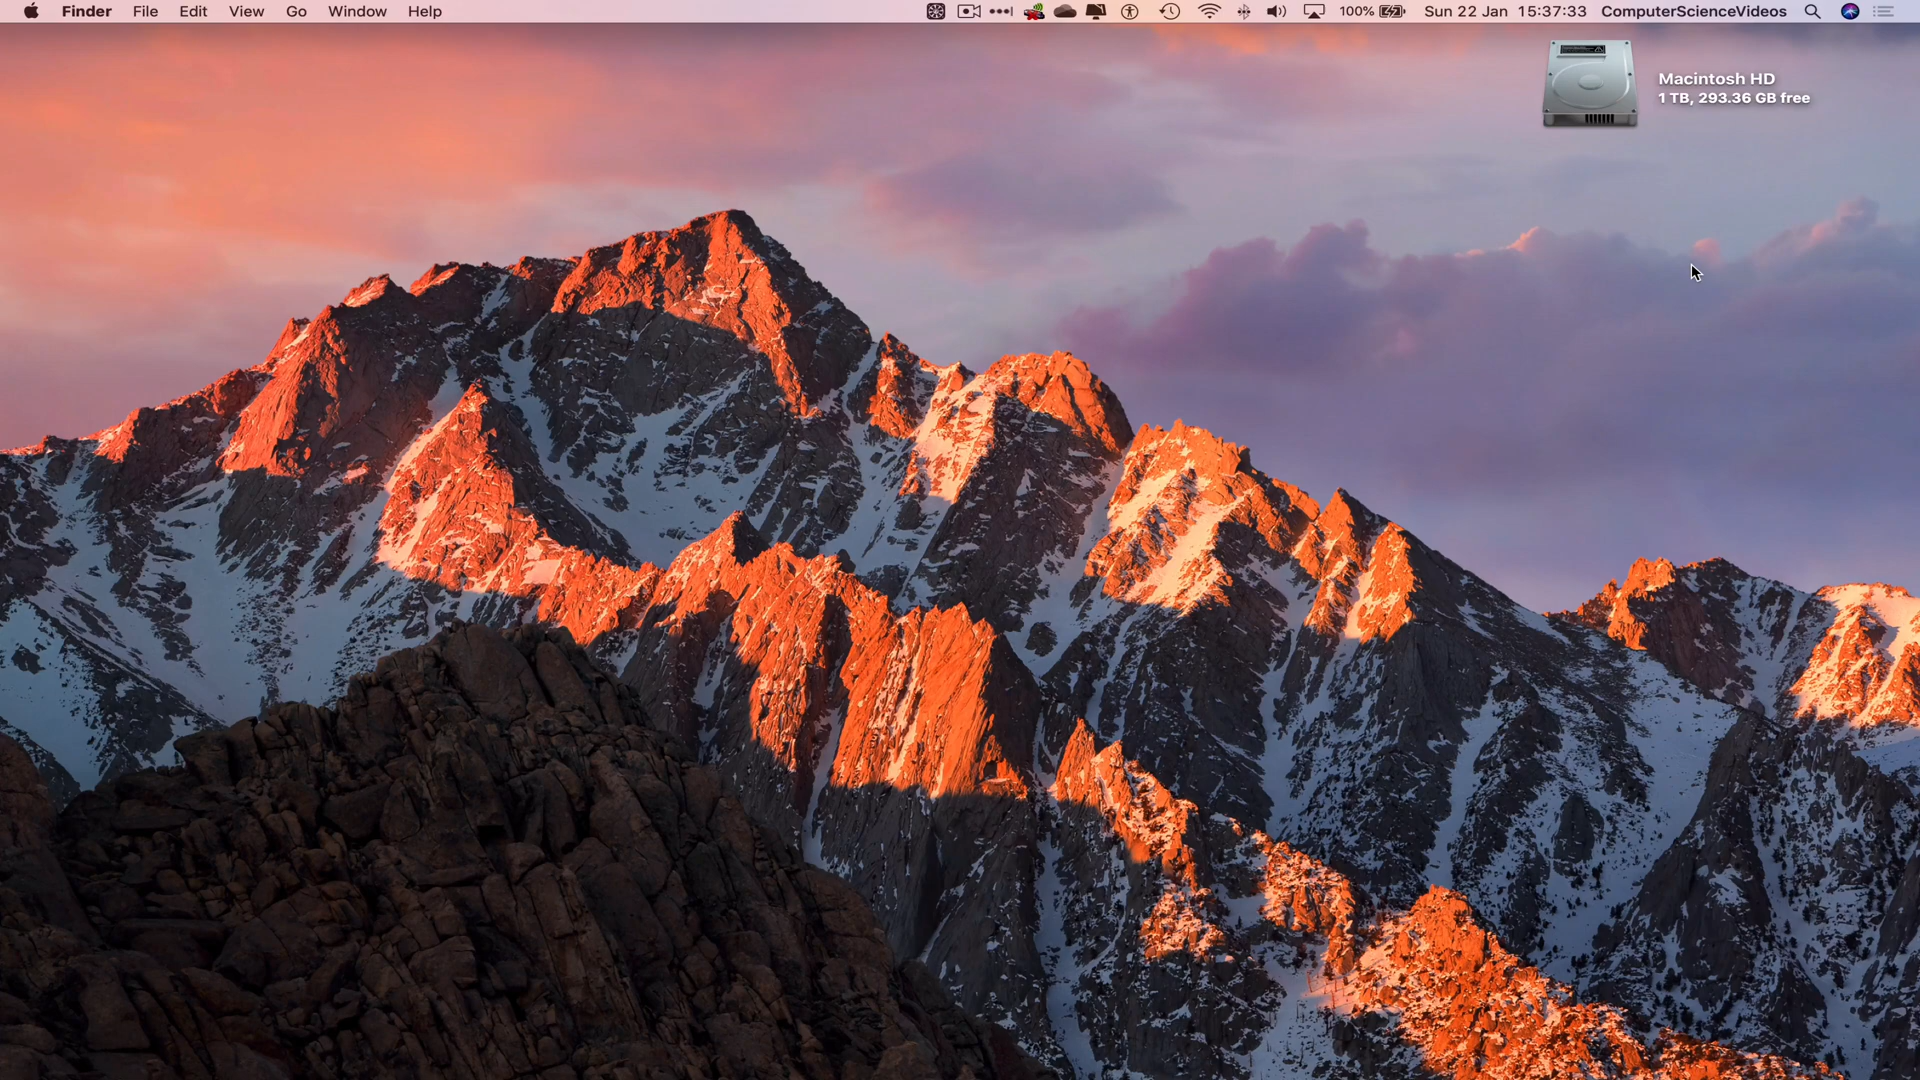 Finder File Edit View Go Window Help 100% Sun 22 Jan 15:37:33 ComputerScienceVideos
Macintosh HD
1 TB, 293.36 GB free